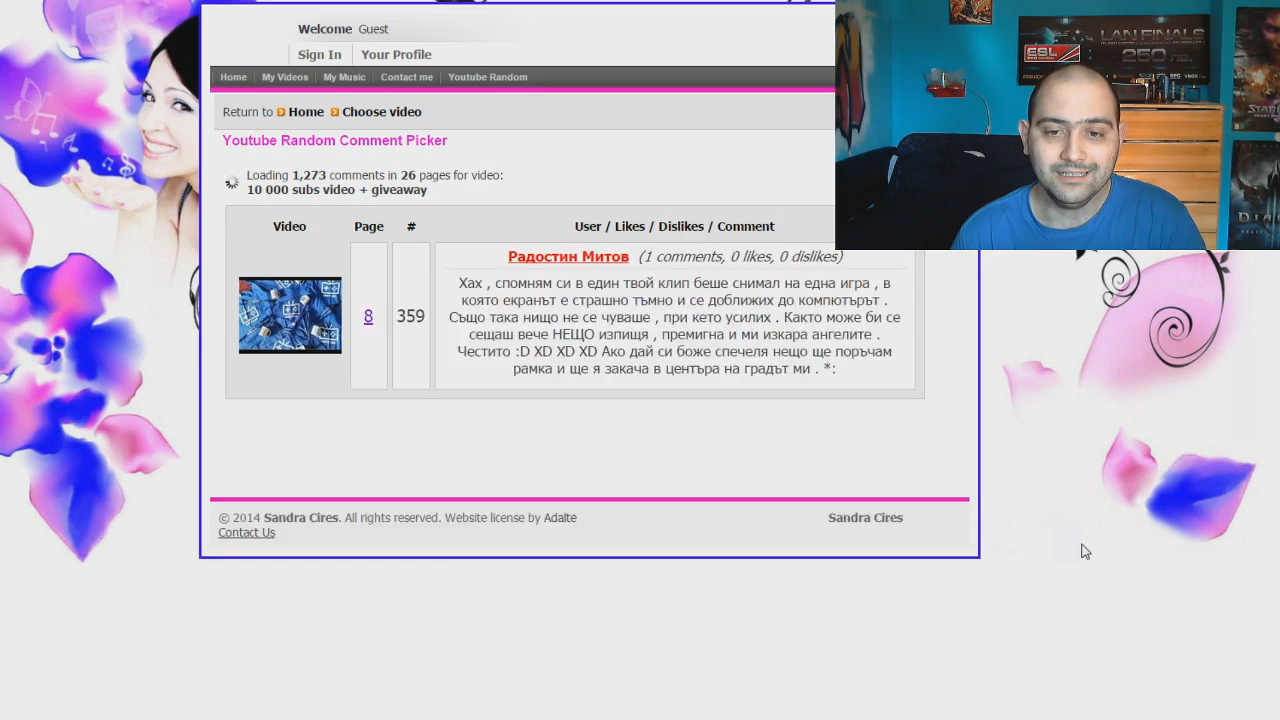 Welcome Guest
Sign In Your Profile
Home My Videos My Music Contact me Youtube Random
Return to Home Choose video
Youtube Random Comment Picker
Loading 1,273 comments in 26 pages for video:
10 000 subs video + giveaway
Video Page # User / Likes / Dislikes / Comment
Радостин Митов (1 comments, 0 likes, 0 dislikes)
8 359
Хах , спомням си в един твой клип беше снимал на една игра , в
която екранът е страшно тъмно и се доближих до компютърът .
Също така нищо не се чуваше , при кето усилих . Както може би се
сещаш вече НЕЩО изпищя , премигна и ми изкара ангелите .
Честито :D XD XD XD Ако дай си боже спечеля нещо ще поръчам
рамка и ще я закача в центъра на градът ми . *:
© 2014 Sandra Cires. All rights reserved. Website license by Adalte
Sandra Cires
Contact Us
LAN FINALS
ESL
250 лв.